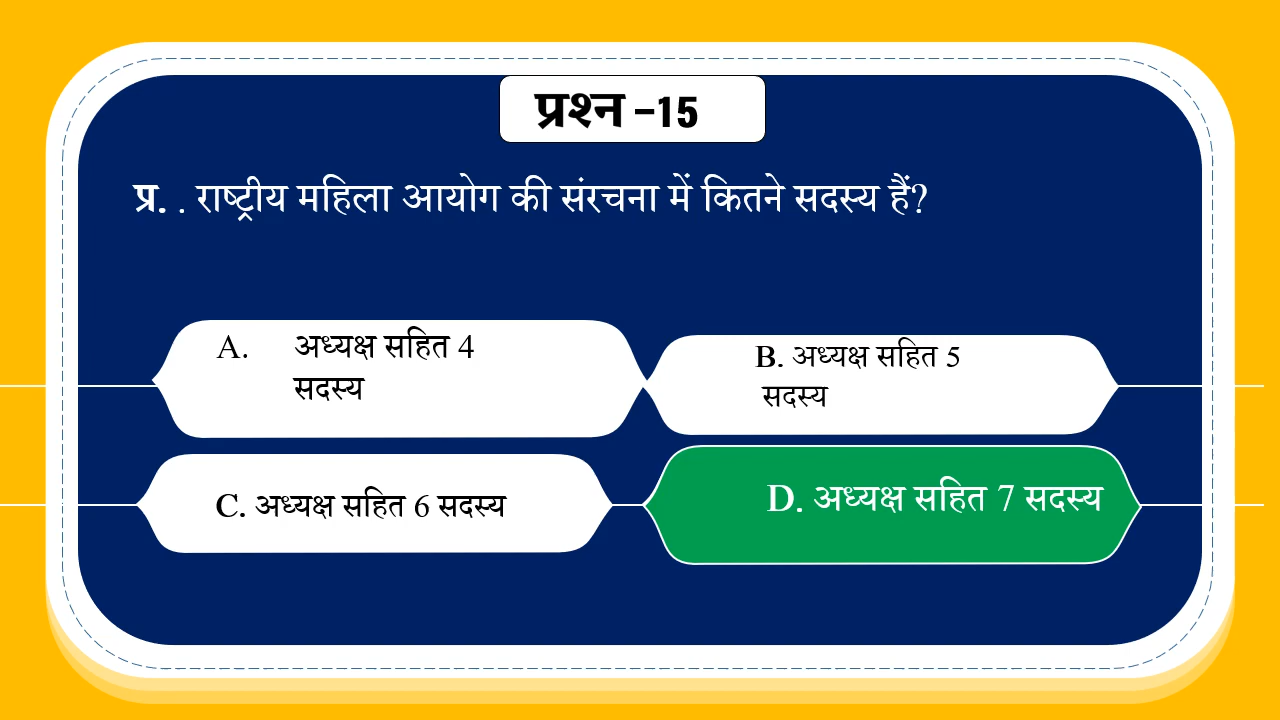 प्रश्न –15
प्र. . राष्ट्रीय महिला आयोग की संरचना में कितने सदस्य हैं?
A. अध्यक्ष सहित 4
सदस्य
B. अध्यक्ष सहित 5
सदस्य
C. अध्यक्ष सहित 6 सदस्य
D. अध्यक्ष सहित 7 सदस्य